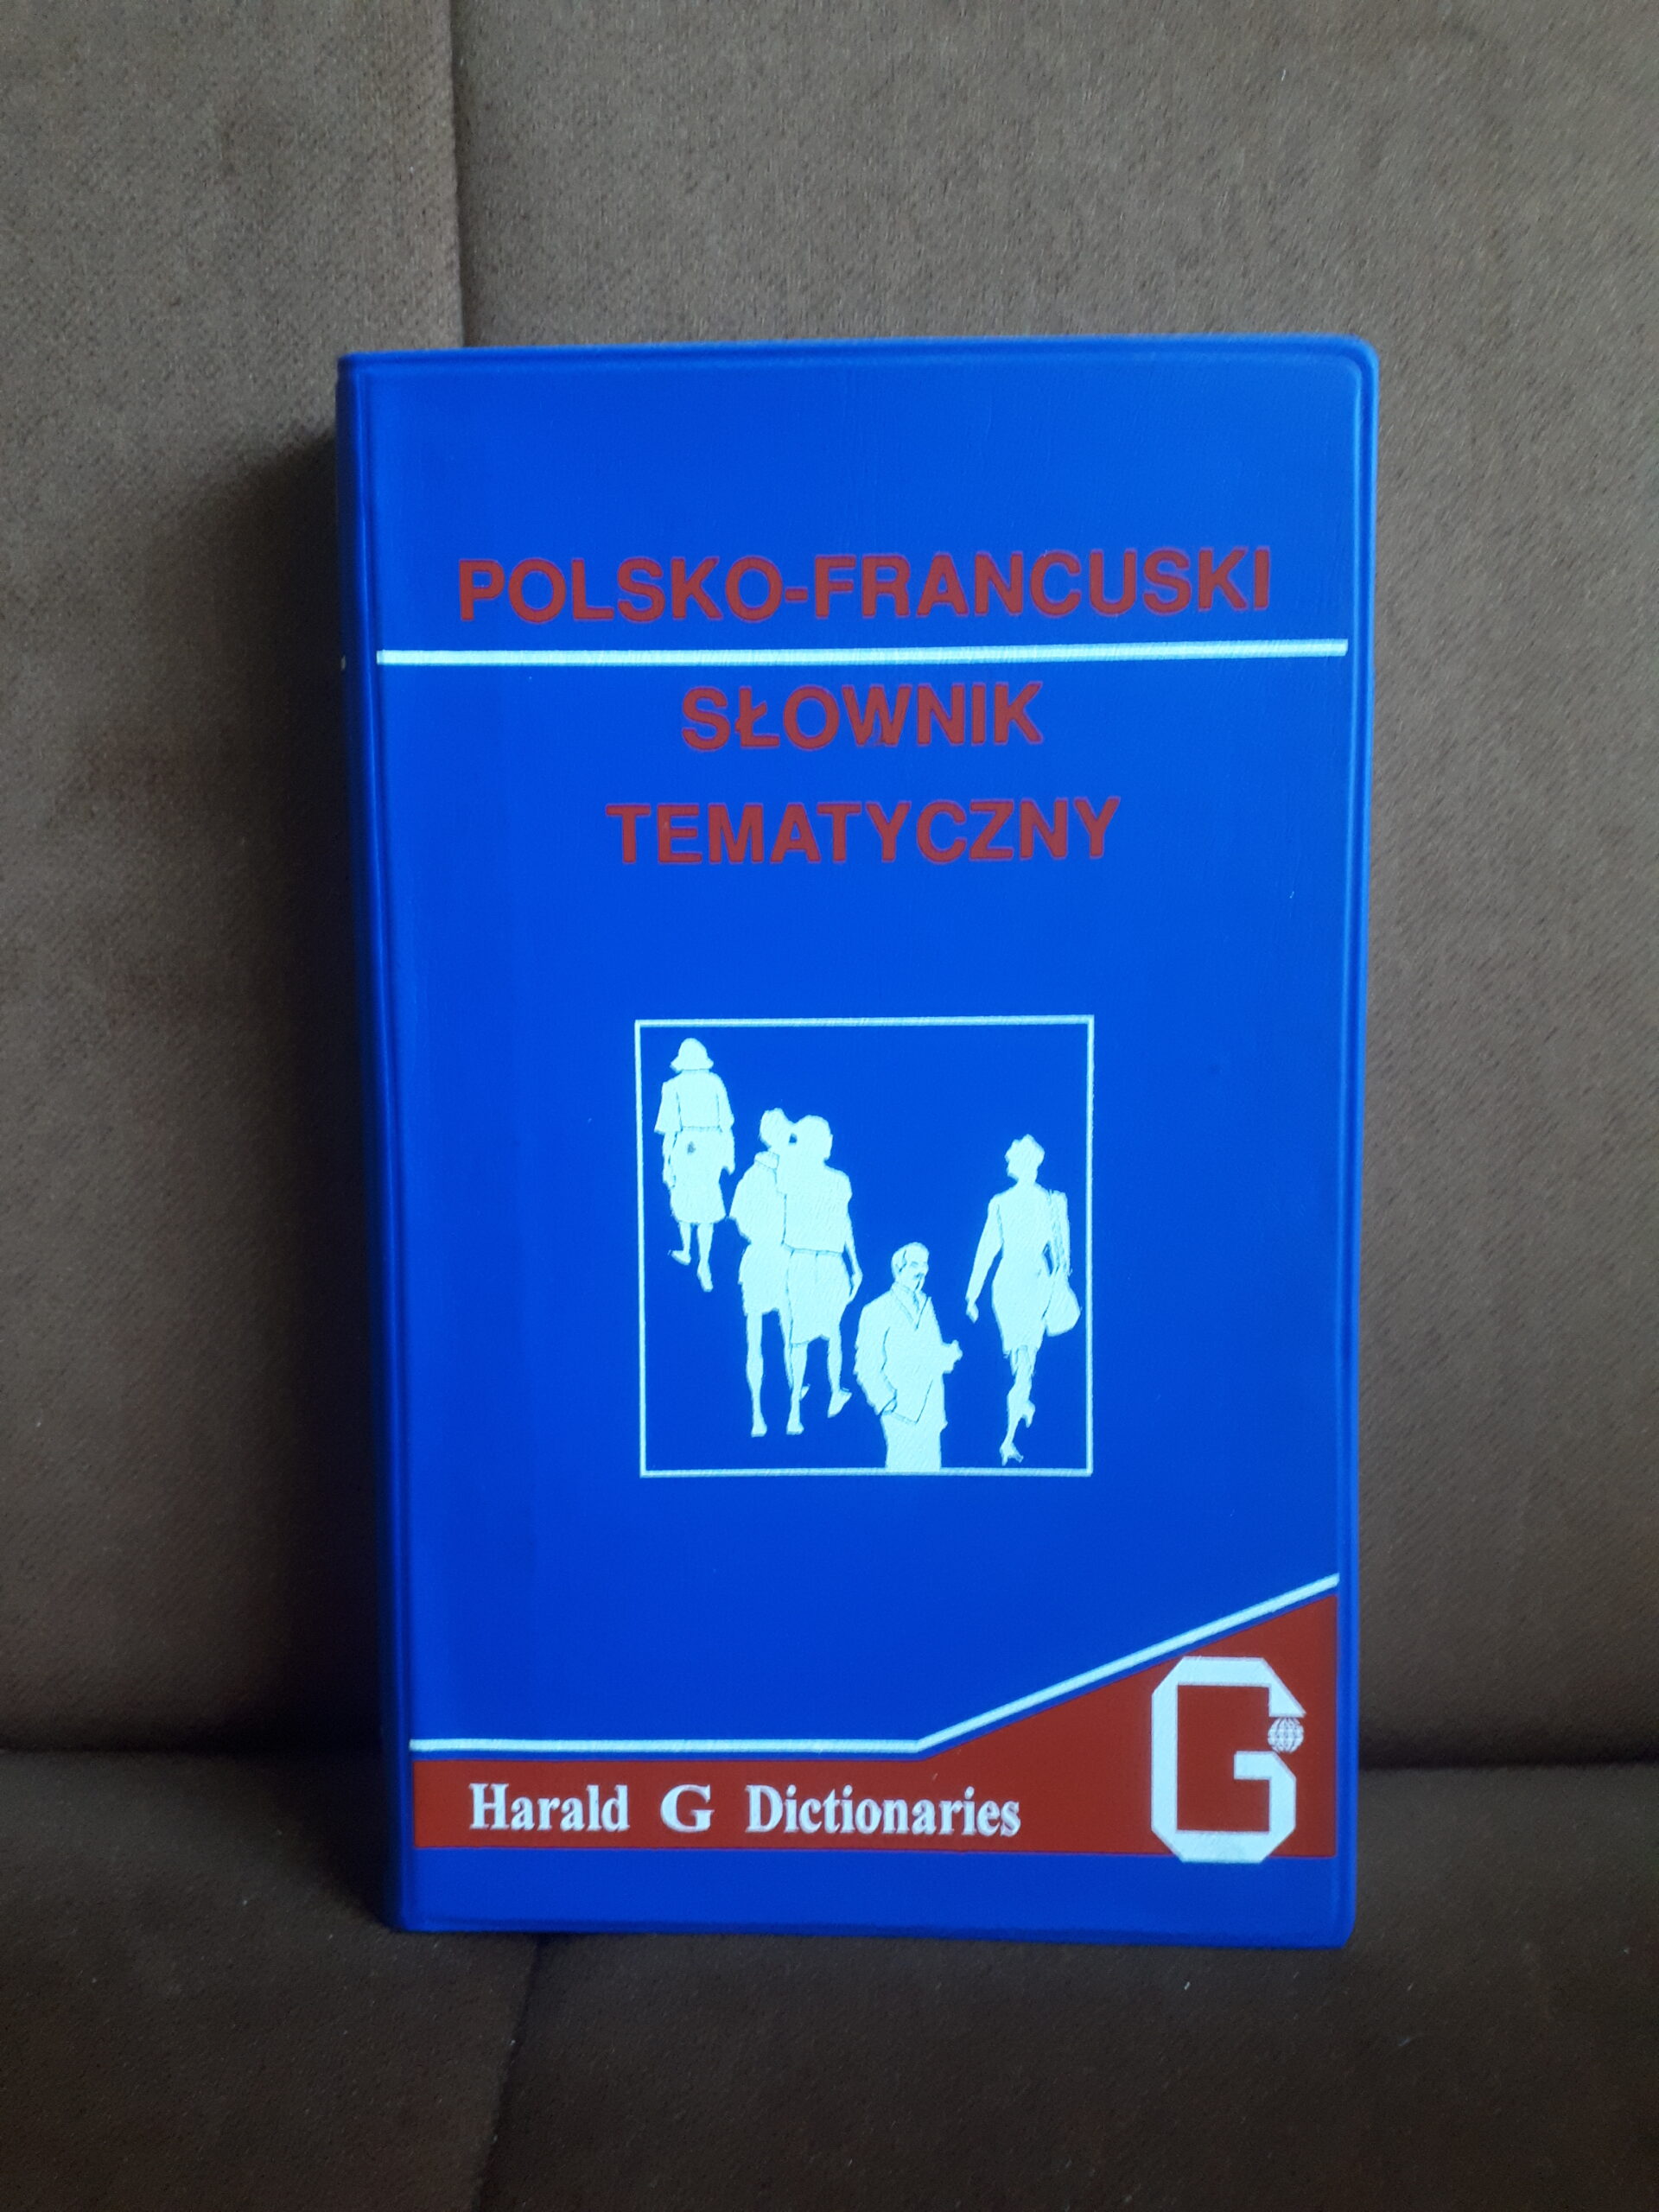 POLSKO-FRANCUSKI
SŁOWNIK
TEMATYCZNY
Harald G Dictionaries
G